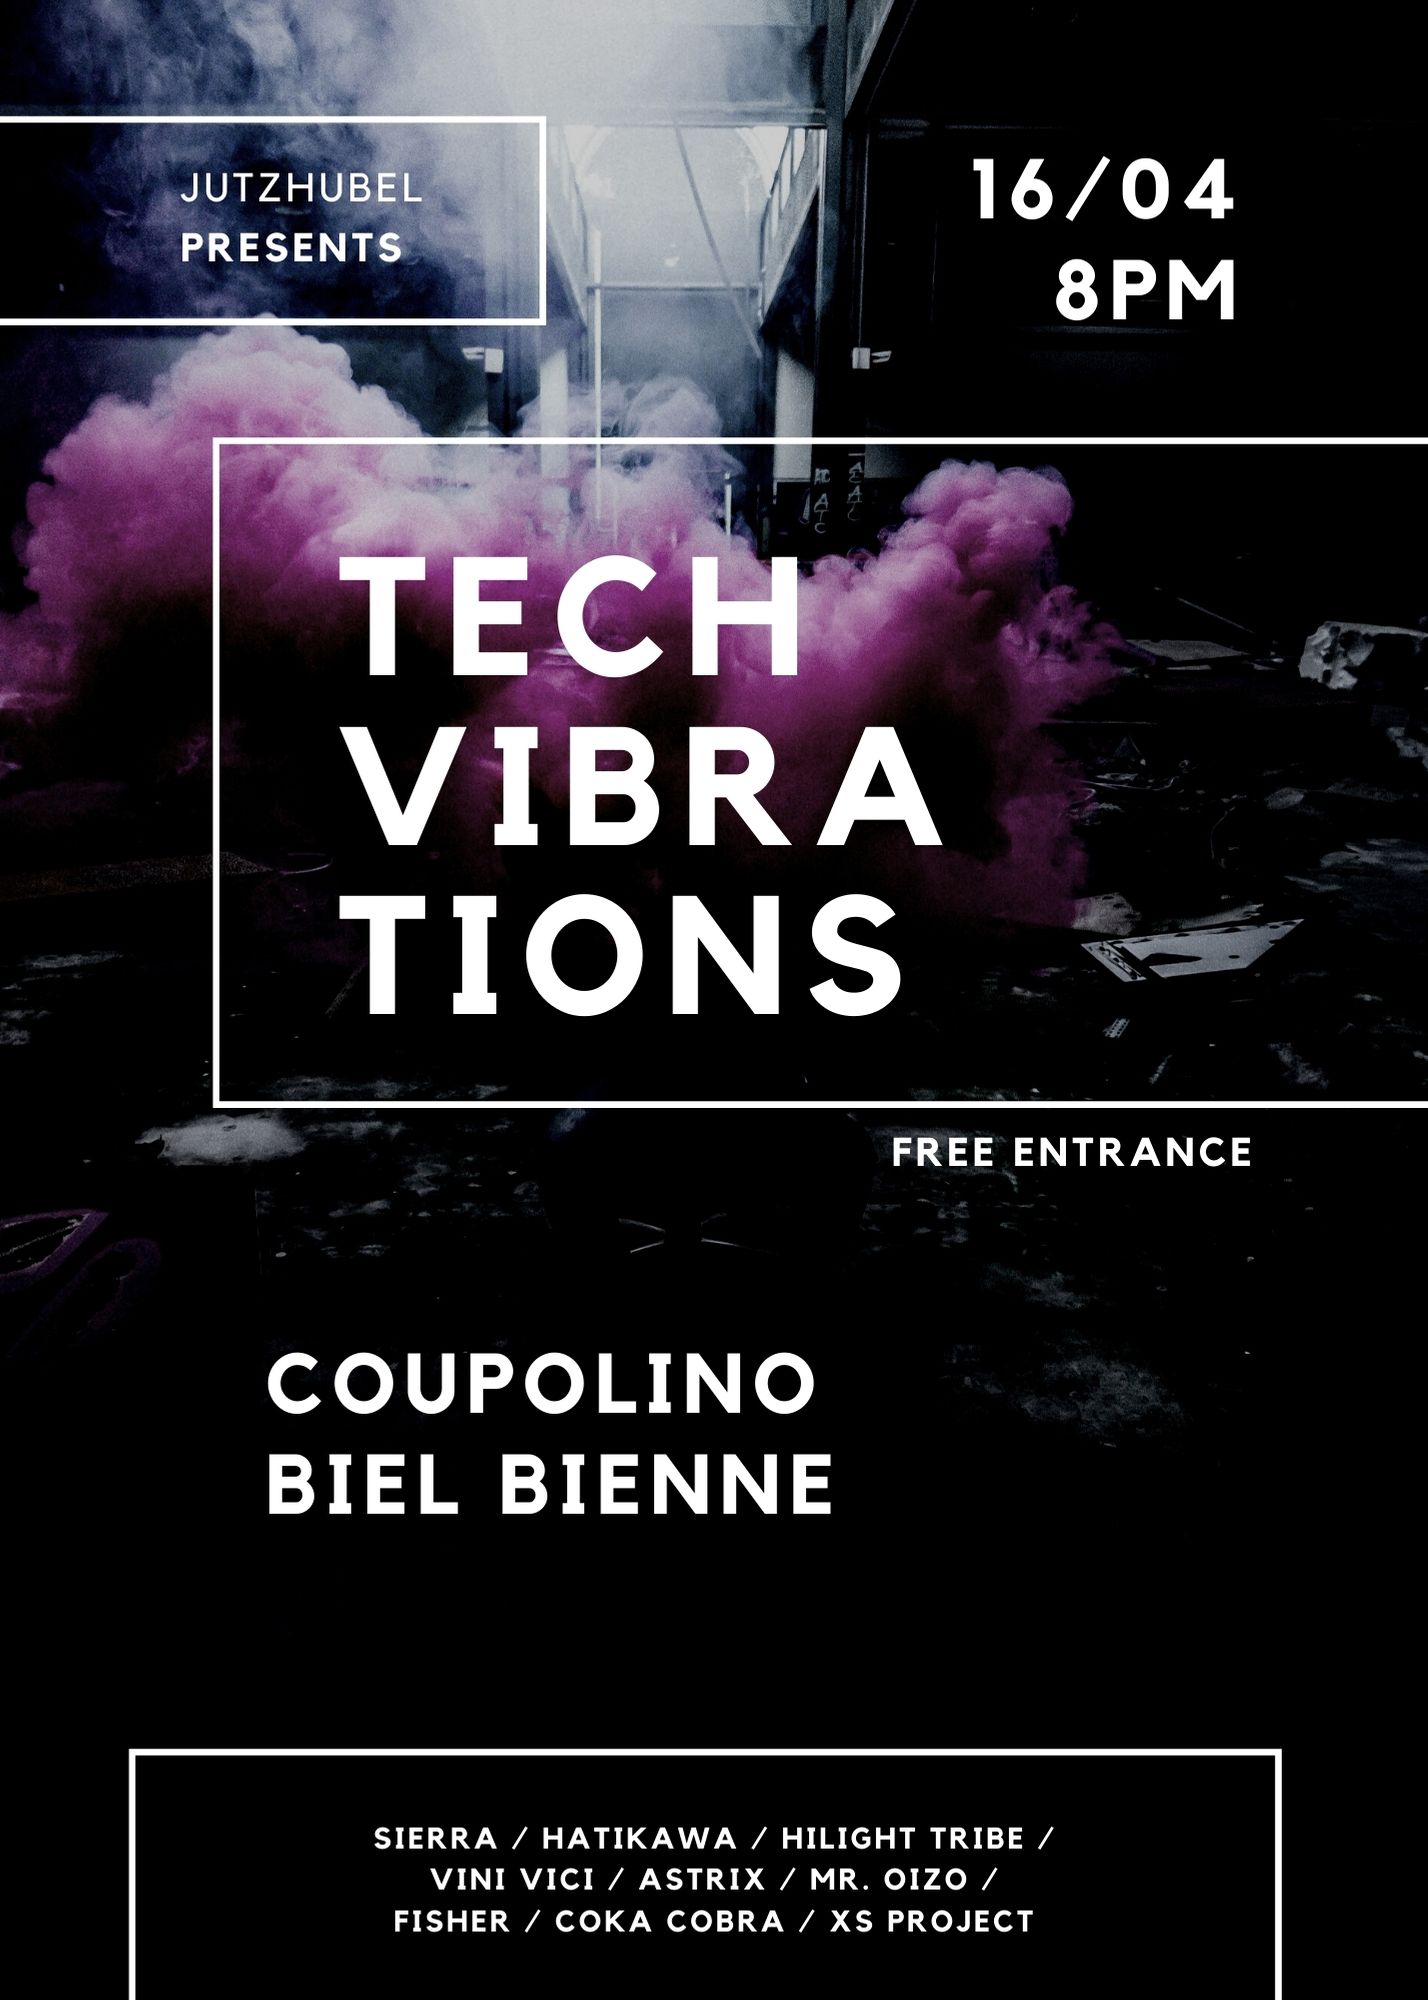 JUTZHUBEL
PRESENTS
16/04
8PM
TECH
VIBRA
TIONS
FREE ENTRANCE
COUPOLINO
BIEL BIENNE
SIERRA / HATIKAWA / HILIGHT TRIBE /
VINI VICI / ASTRIX / MR. OIZO /
FISHER / COKA COBRA / XS PROJECT